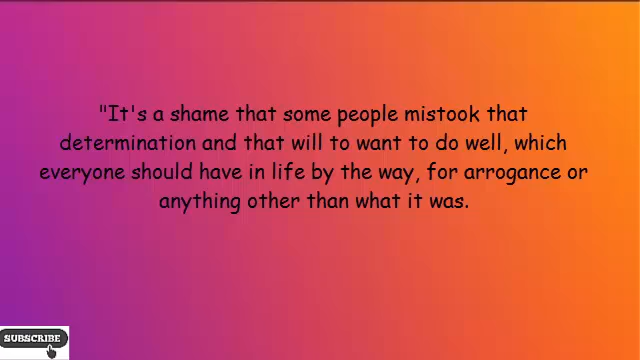 "It's a shame that some people mistook that
determination and that will to want to do well, which
everyone should have in life by the way, for arrogance or
anything other than what it was.
SUBSCRIBE